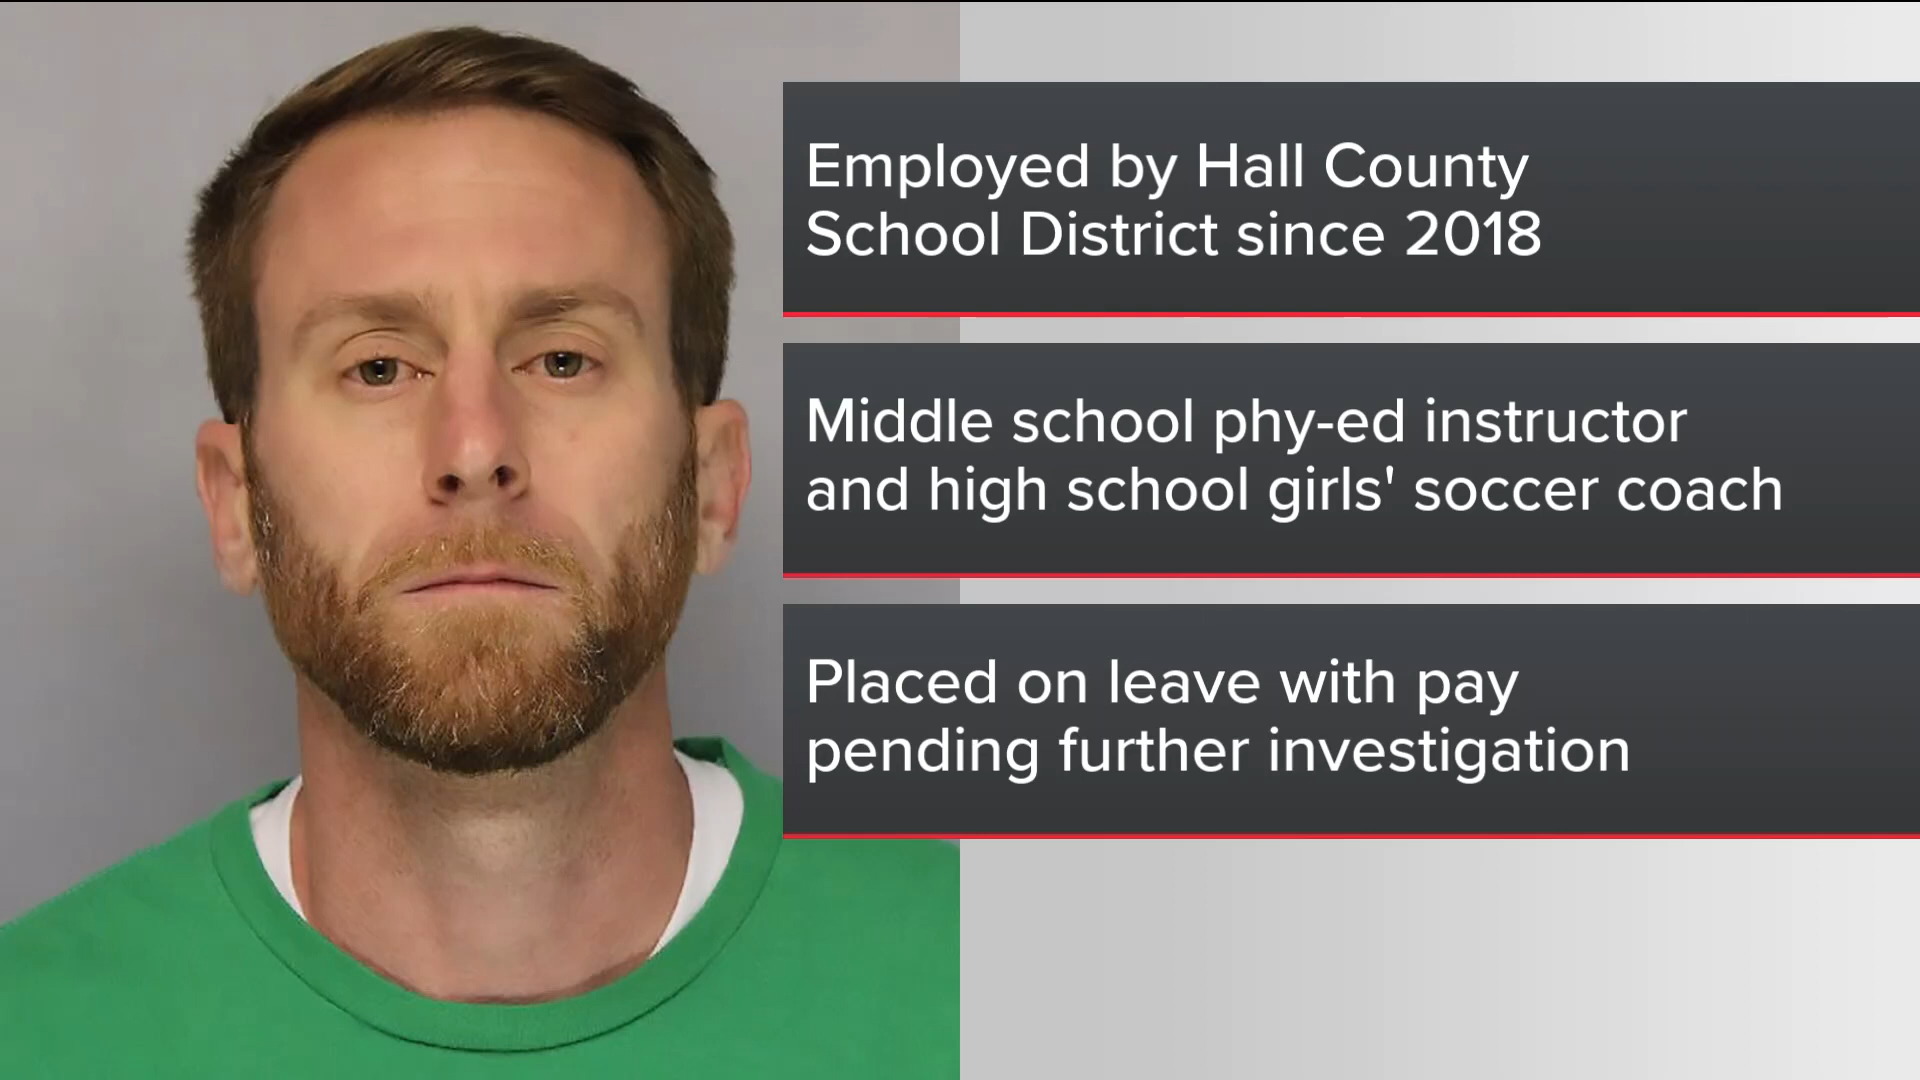 Employed by Hall County
School District since 2018
Middle school phy-ed instructor
and high school girls' soccer coach
Placed on leave with pay
pending further investigation